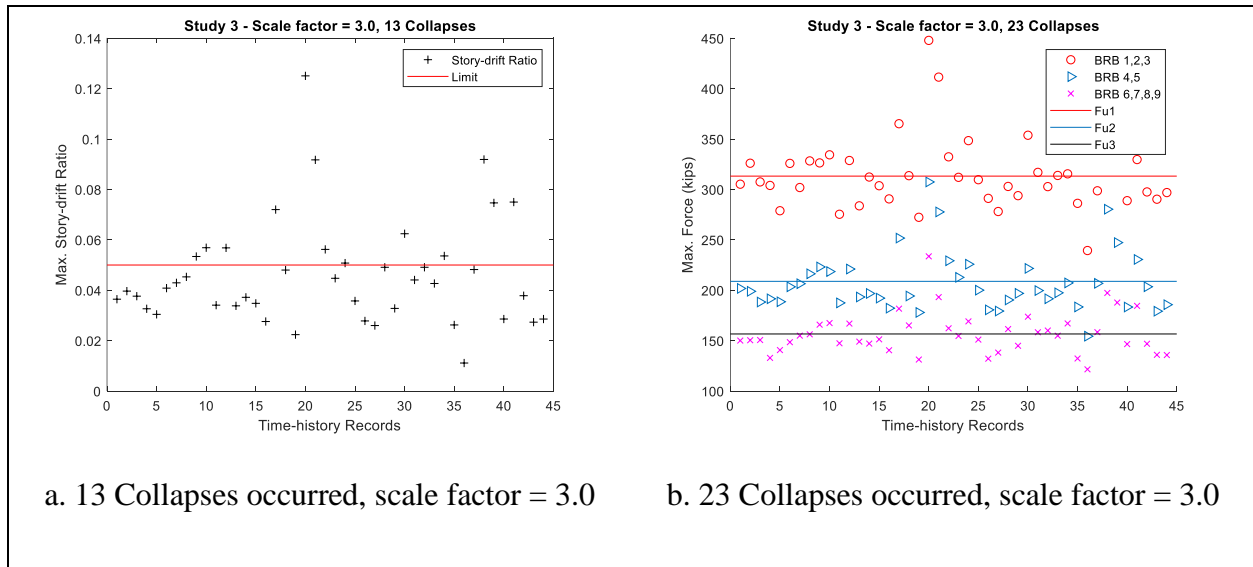 Study 3 - Scale factor = 3.0, 13 Collapses
0.14
0.12
0.1
0.08
0.06
0.04
0.02
0
Max. Story-drift Ratio
Story-drift Ratio
Limit
0 5 10 15 20 25 30 35 40 45
Time-history Records
a. 13 Collapses occurred, scale factor = 3.0
Study 3 - Scale factor = 3.0, 23 Collapses
450
400
350
300
250
200
150
100
Max. Force (kips)
BRB 1,2,3
BRB 4,5
BRB 6,7,8,9
Fu1
Fu2
Fu3
0 5 10 15 20 25 30 35 40 45
Time-history Records
b. 23 Collapses occurred, scale factor = 3.0